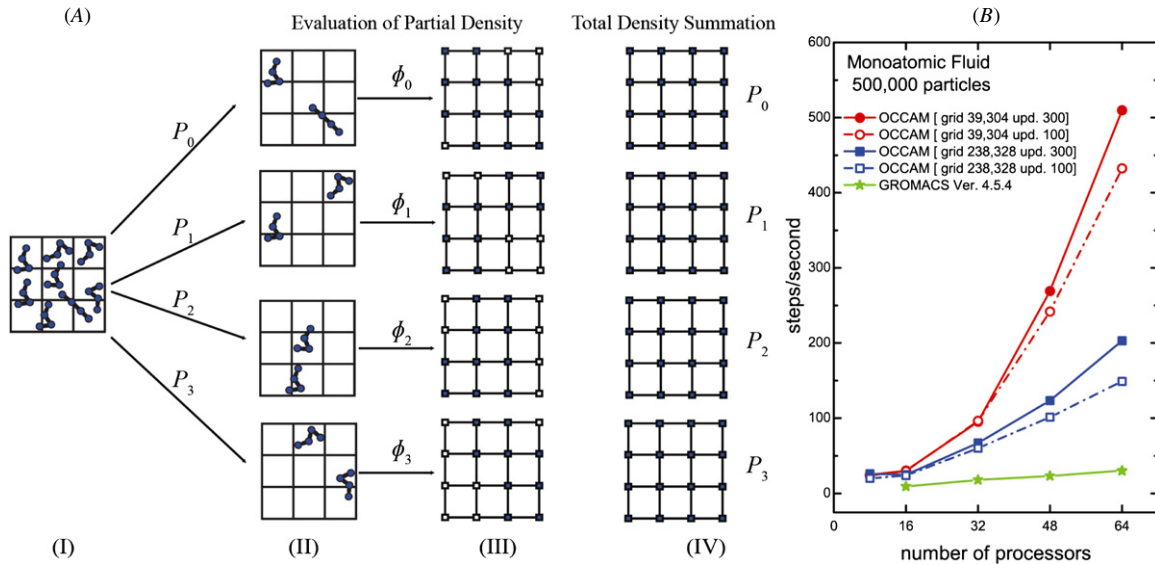 (A)
Evaluation of Partial Density
Total Density Summation
P0
P1
P2
P3
ϕ0
ϕ1
ϕ2
ϕ3
P0
P1
P2
P3
(I)
(II)
(III)
(IV)
(B)
600
500
400
300
200
100
0
steps/second
Monoatomic Fluid
500,000 particles
OCCAM [ grid 39,304 upd. 300]
OCCAM [ grid 39,304 upd. 100]
OCCAM [ grid 238,328 upd. 300]
OCCAM [ grid 238,328 upd. 100]
GROMACS Ver. 4.5.4
0
16
32
48
64
number of processors